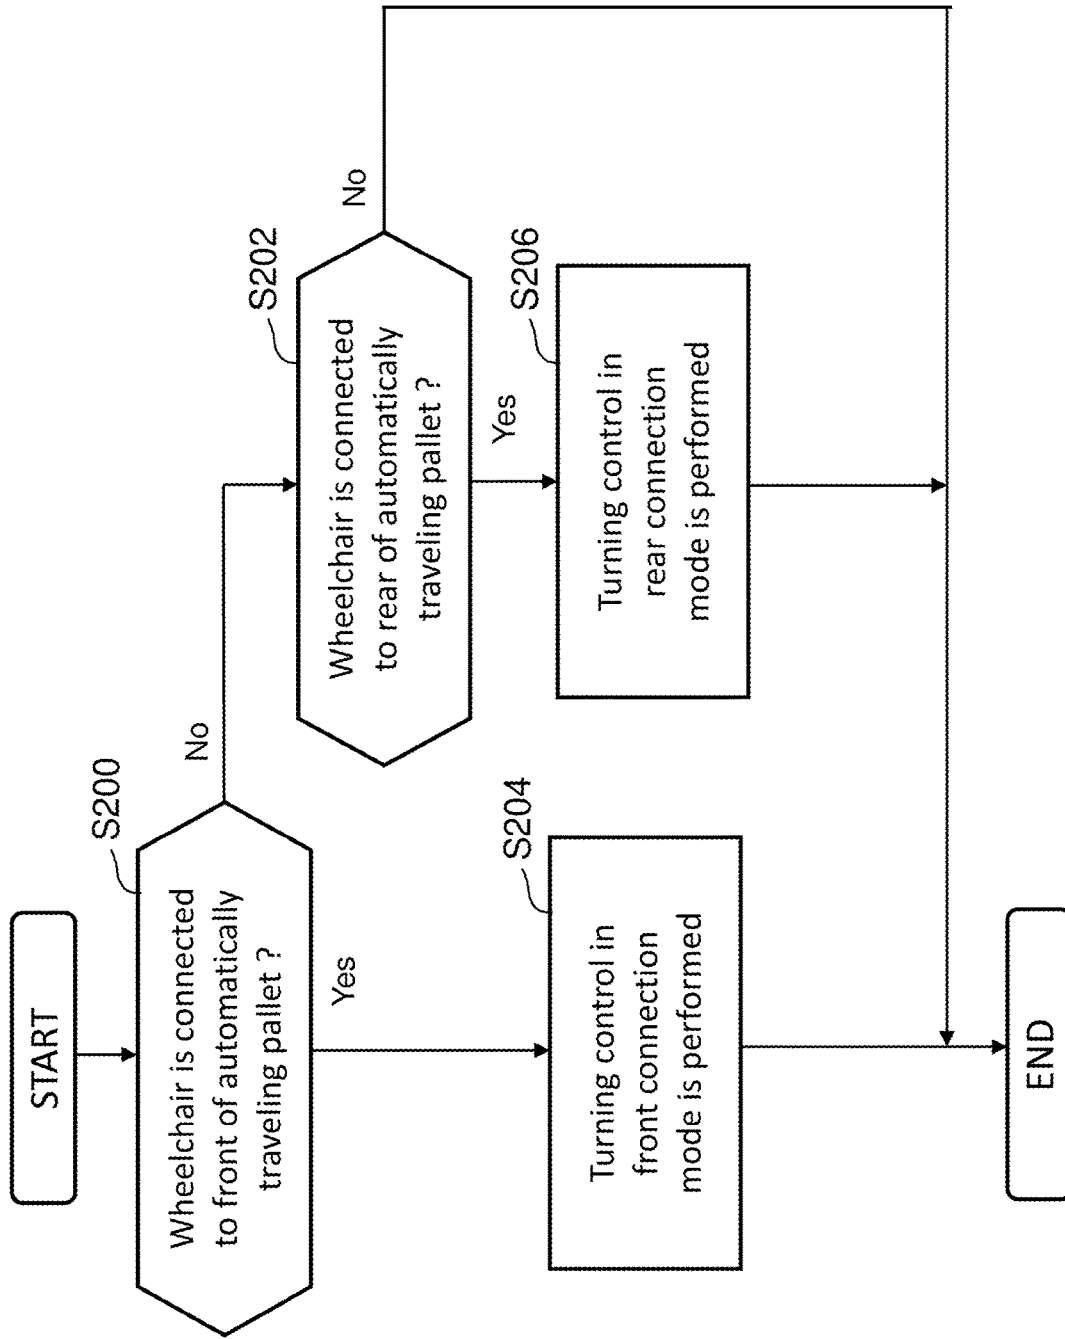 START
S200
Wheelchair is connected
to front of automatically
traveling pallet ?
No
Yes
S202
Wheelchair is connected
to rear of automatically
traveling pallet ?
No
Yes
S204
Turning control in
front connection
mode is performed
S206
Turning control in
rear connection
mode is performed
END